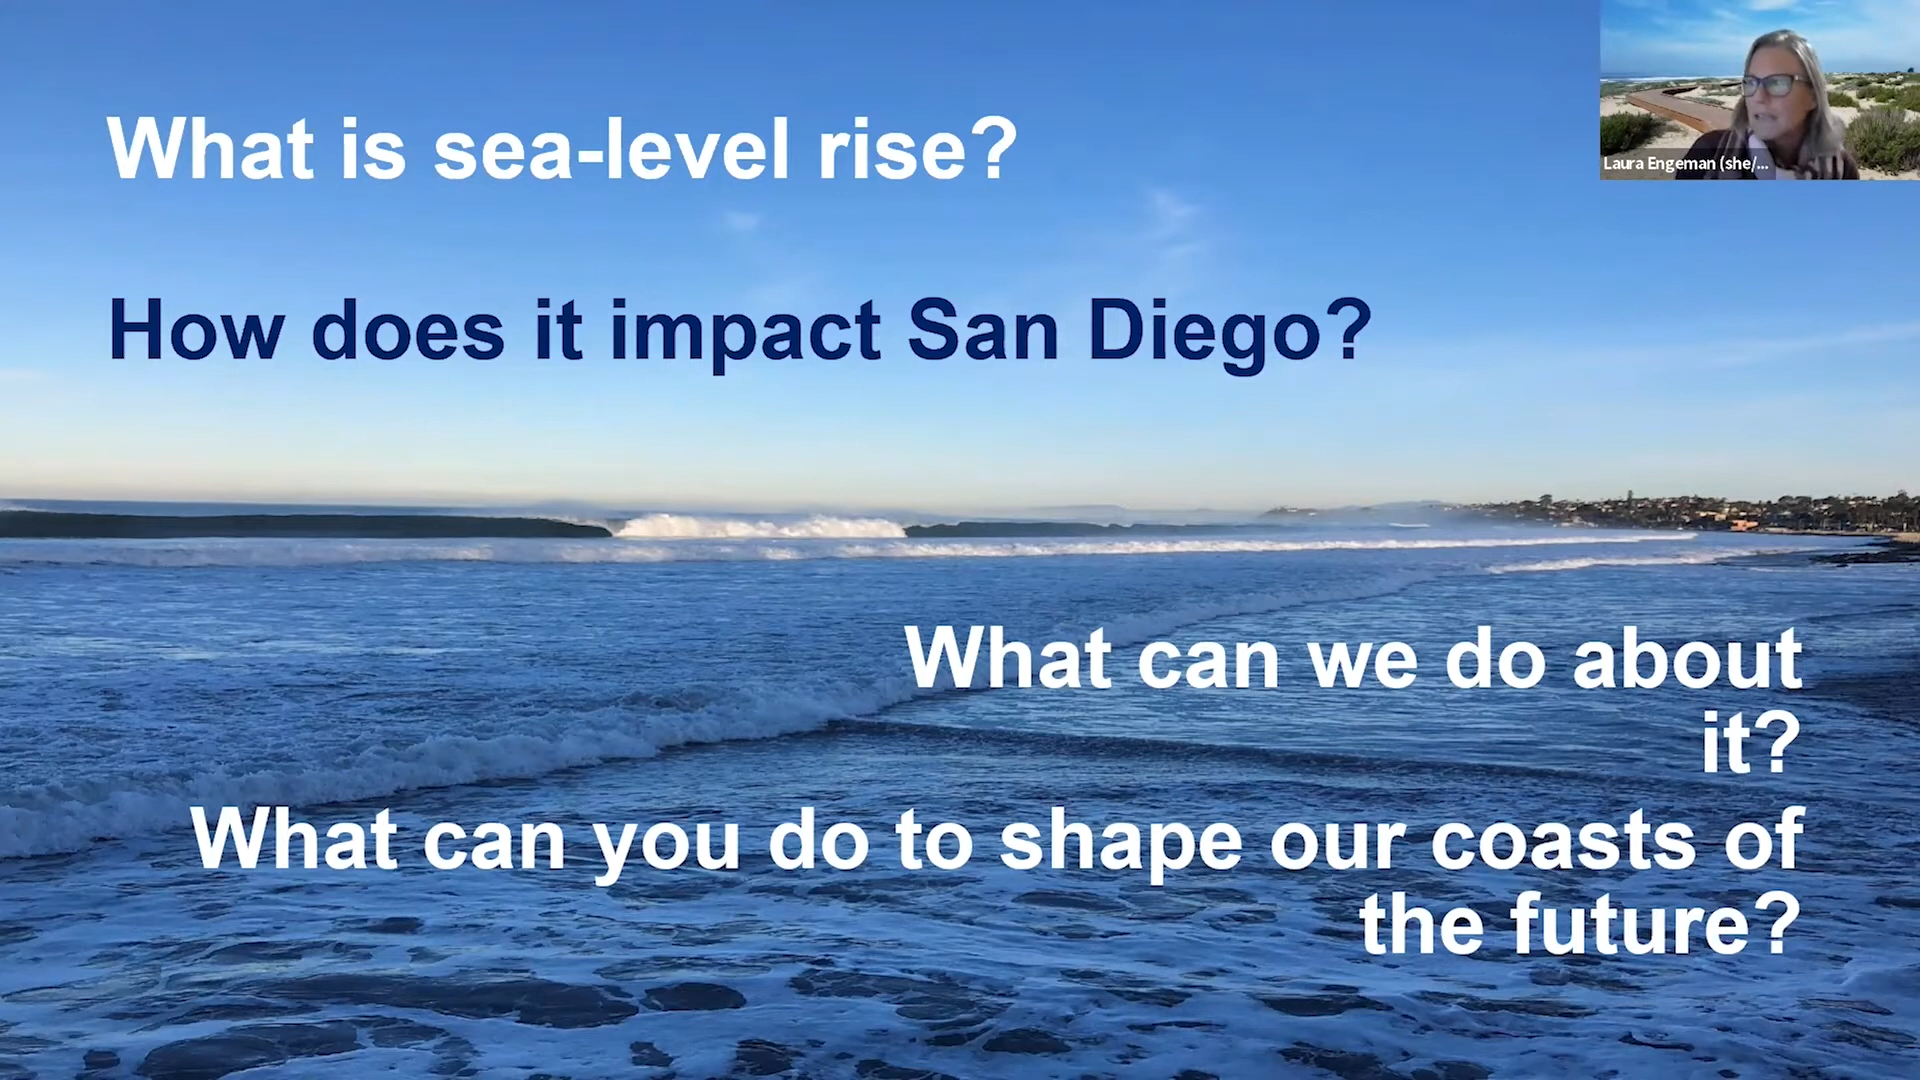 What is sea-level rise?
Laura Engeman (she/...
How does it impact San Diego?
What can we do about
it?
What can you do to shape our coasts of
the future?